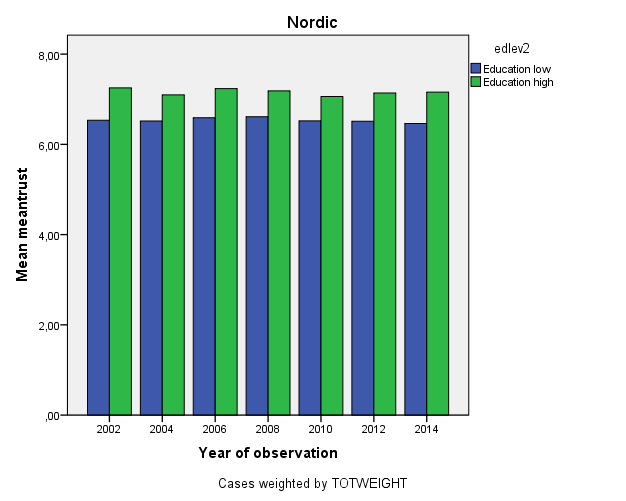 Nordic
edlev2
Education low
Education high
8,00
6,00
4,00
2,00
,00
Mean meantrust
2002 2004 2006 2008 2010 2012 2014
Year of observation
Cases weighted by TOTWEIGHT